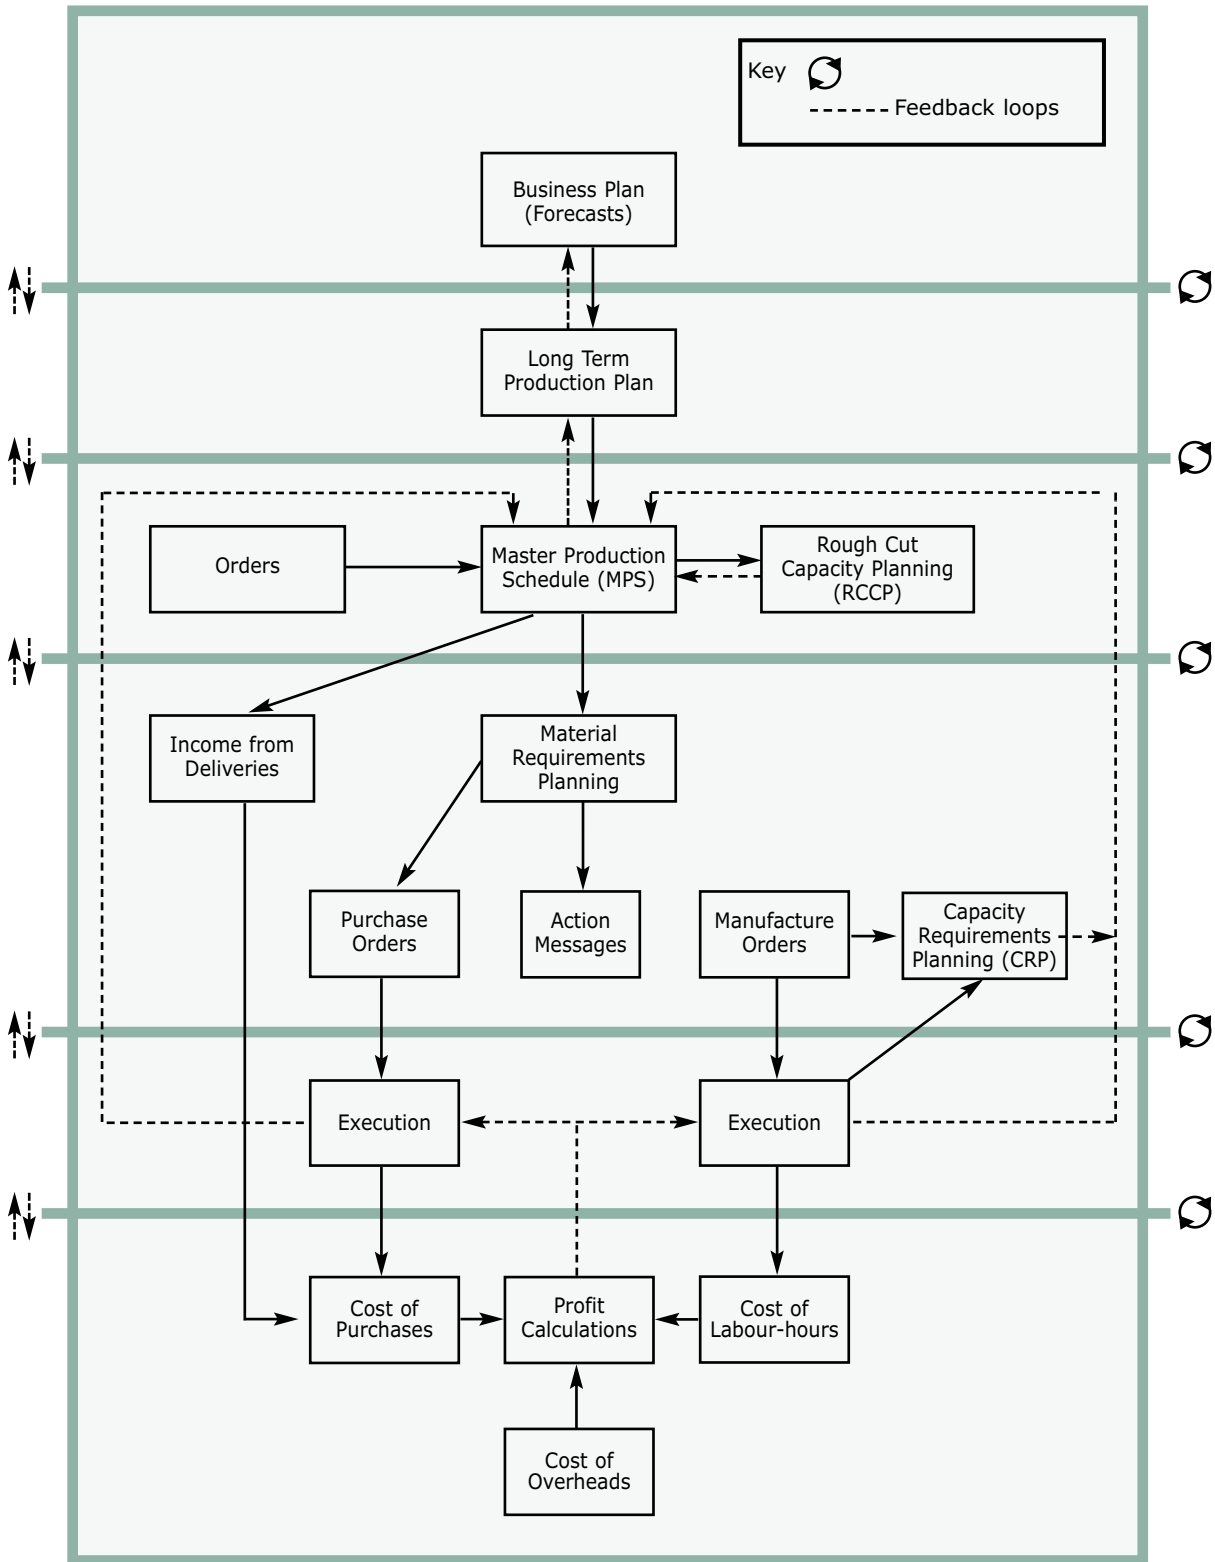 Key
Feedback loops
Business Plan
(Forecasts)
Long Term
Production Plan
Orders
Master Production
Schedule (MPS)
Rough Cut
Capacity Planning
(RCCP)
Income from
Deliveries
Material
Requirements
Planning
Purchase
Orders
Action
Messages
Manufacture
Orders
Capacity
Requirements
Planning (CRP)
Execution
Execution
Cost of
Purchases
Profit
Calculations
Cost of
Labour-hours
Cost of
Overheads